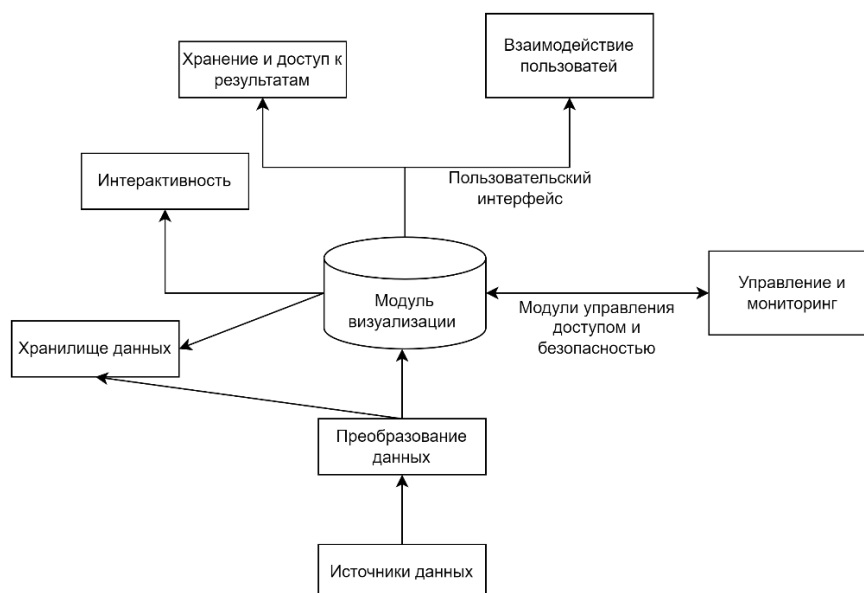 Хранение и доступ к
результатам
Взаимодействие
пользоватей
Интерактивность
Пользовательский
интерфейс
Модуль
визуализации
Модули управления
доступом и
безопасностью
Управление и
мониторинг
Хранилище данных
Преобразование
данных
Источники данных